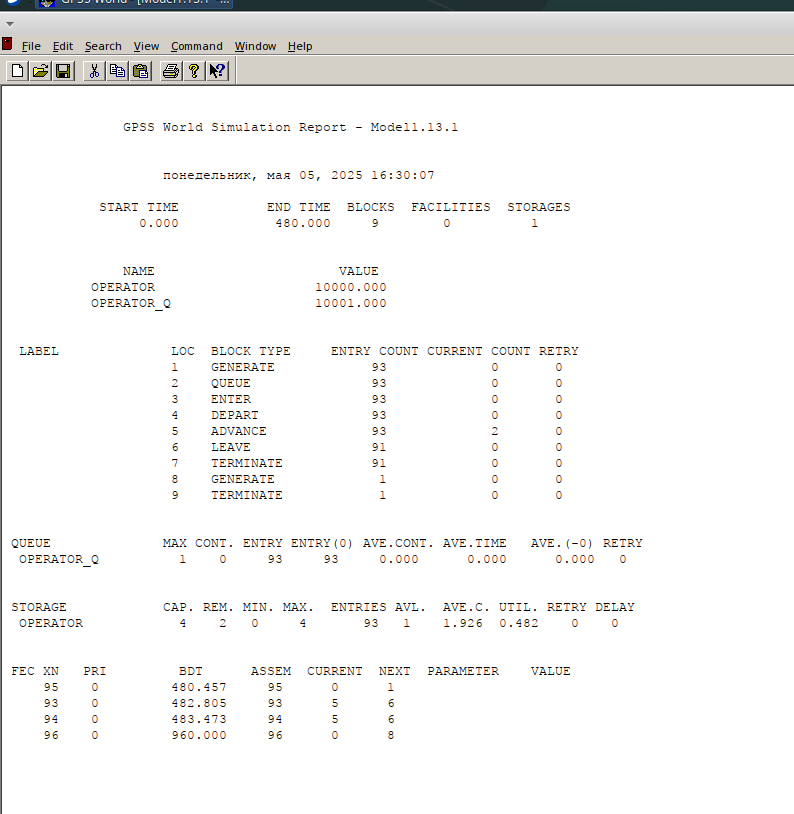 GPSS World - [Model1.13.1 - ...
File Edit Search View Command Window Help
GPSS World Simulation Report - Model1.13.1
понедельник, мая 05, 2025 16:30:07
START TIME END TIME BLOCKS FACILITIES STORAGES
0.000 480.000 9 0 1
NAME VALUE
OPERATOR 10000.000
OPERATOR_Q 10001.000
LABEL LOC BLOCK TYPE ENTRY COUNT CURRENT COUNT RETRY
1 GENERATE 93 0 0
2 QUEUE 93 0 0
3 ENTER 93 0 0
4 DEPART 93 0 0
5 ADVANCE 93 2 0
6 LEAVE 91 0 0
7 TERMINATE 91 0 0
8 GENERATE 1 0 0
9 TERMINATE 1 0 0
QUEUE MAX CONT. ENTRY ENTRY(0) AVE.CONT. AVE.TIME AVE.(-0) RETRY
OPERATOR_Q 1 0 93 93 0.000 0.000 0.000 0
STORAGE CAP. REM. MIN. MAX. ENTRIES AVL. AVE.C. UTIL. RETRY DELAY
OPERATOR 4 2 0 4 93 1 1.926 0.482 0 0
FEC XN PRI BDT ASSEM CURRENT NEXT PARAMETER VALUE
95 0 480.457 95 0 1
93 0 482.805 93 5 6
94 0 483.473 94 5 6
96 0 960.000 96 0 8